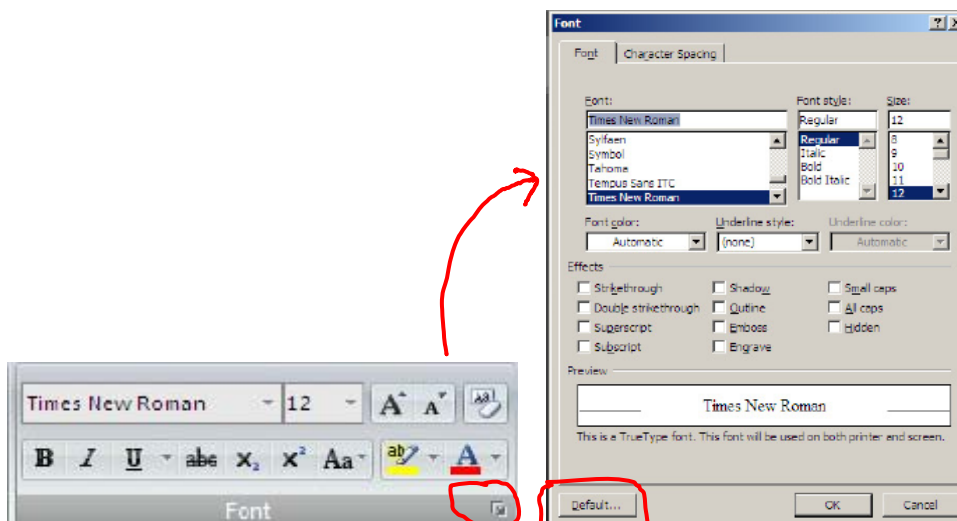 Font
Font Character Spacing
Font: Font style: Size:
Times New Roman Regular 12
Sylfaen Regular 8
Symbol Italic 9
Tahoma Bold 10
Tempus Sans ITC Bold Italic 11
Times New Roman 12
Font color: Underline style: Underline color:
Automatic (none) Automatic
Effects
Strikethrough Shadow Small caps
Double strikethrough Outline All caps
Superscript Emboss Hidden
Subscript Engrave
Preview
Times New Roman
This is a TrueType font. This font will be used on both printer and screen.
Default... OK Cancel
Times New Roman 12 A A Aa
B I U abc x₂ x² Aa ab A
Font